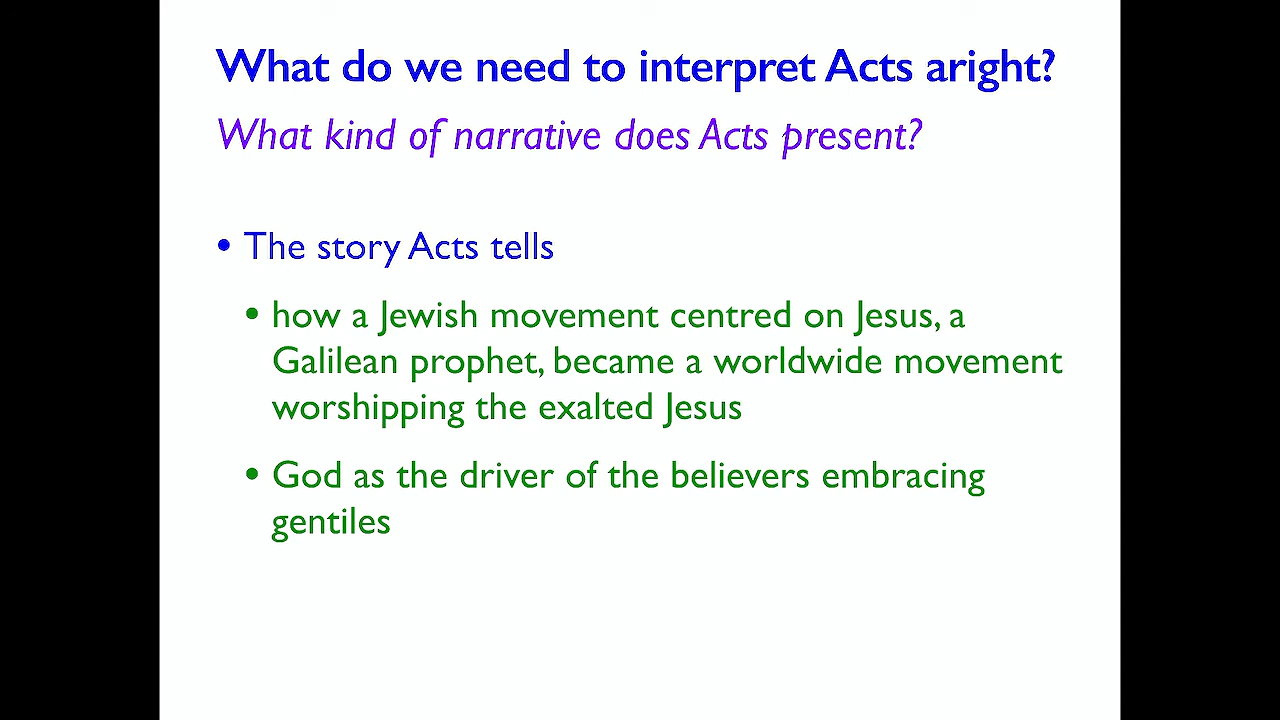 What do we need to interpret Acts aright?
What kind of narrative does Acts present?
• The story Acts tells
• how a Jewish movement centred on Jesus, a
Galilean prophet, became a worldwide movement
worshipping the exalted Jesus
• God as the driver of the believers embracing
gentiles